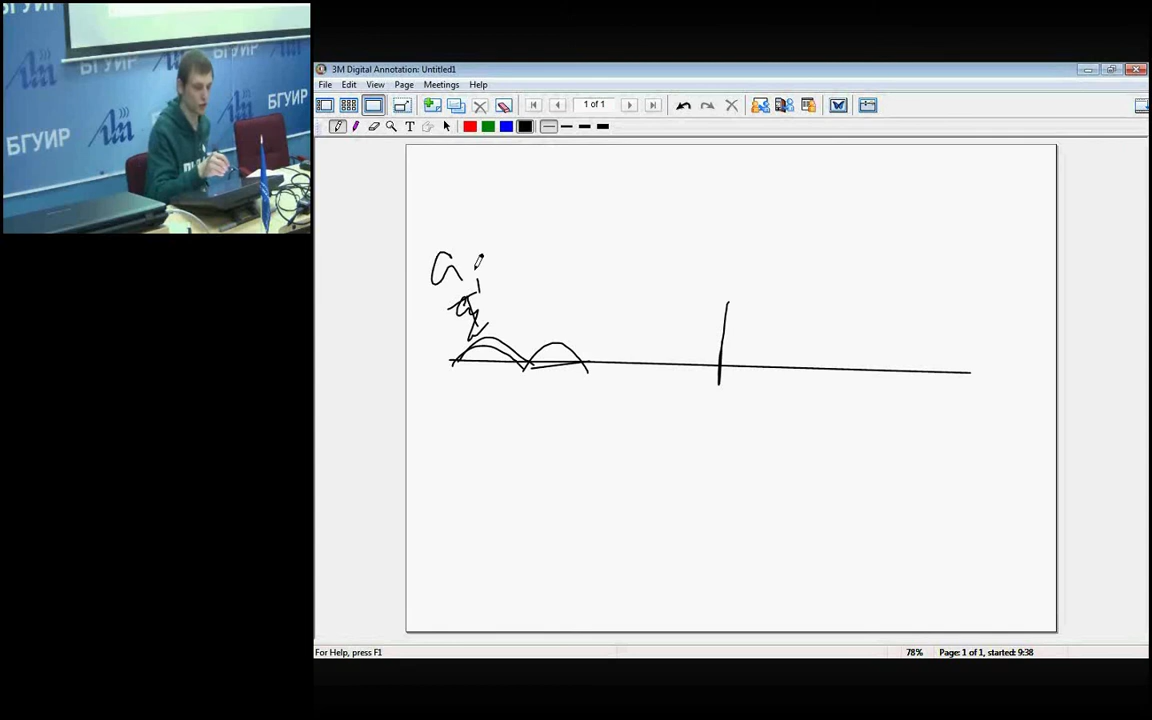 БГУИР
БГУИР
БГУИР
БГУИР
3M Digital Annotation: Untitled1
File Edit View Page Meetings Help
1 of 1
T
a i
For Help, press F1
78%
Page: 1 of 1, started: 9:38